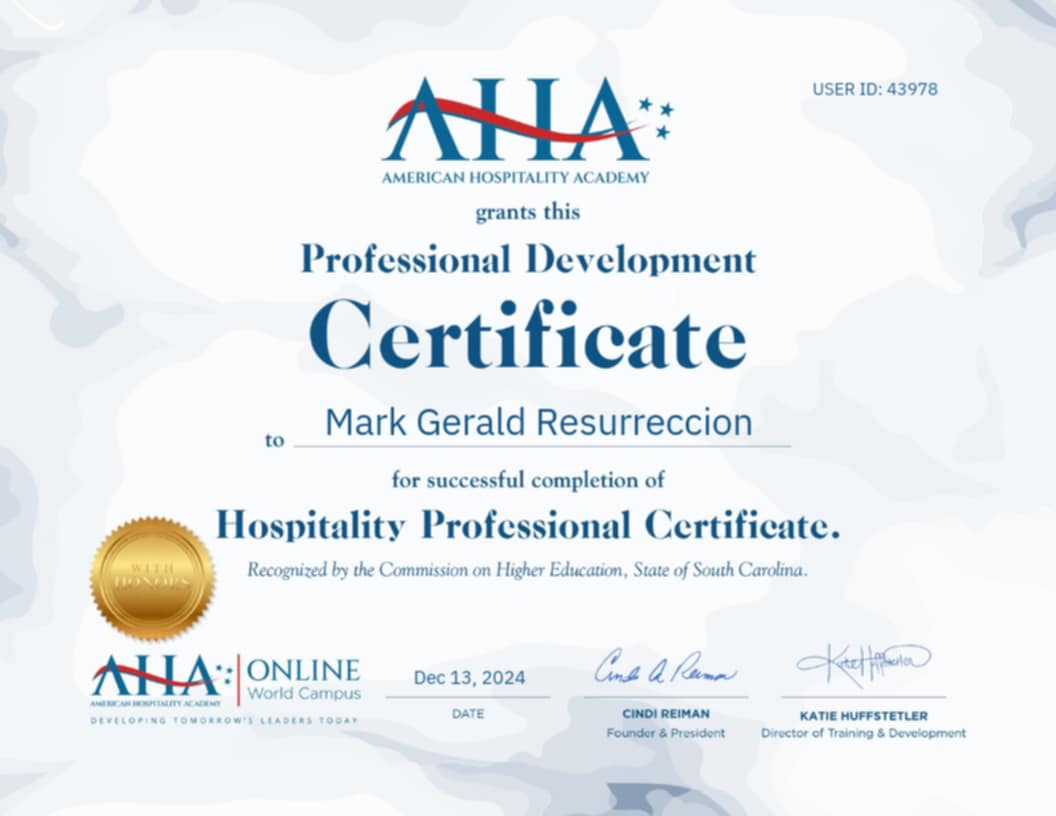 USER ID: 43978
AHA
AMERICAN HOSPITALITY ACADEMY
grants this
Professional Development
Certificate
to Mark Gerald Resurreccion
for successful completion of
Hospitality Professional Certificate.
Recognized by the Commission on Higher Education, State of South Carolina.
WITH
HONORS
AHA ONLINE
World Campus
AMERICAN HOSPITALITY ACADEMY
DEVELOPING TOMORROW'S LEADERS TODAY
Dec 13, 2024
DATE
Cindi A Reiman
CINDI REIMAN
Founder & President
Katie Huffstetler
KATIE HUFFSTETLER
Director of Training & Development